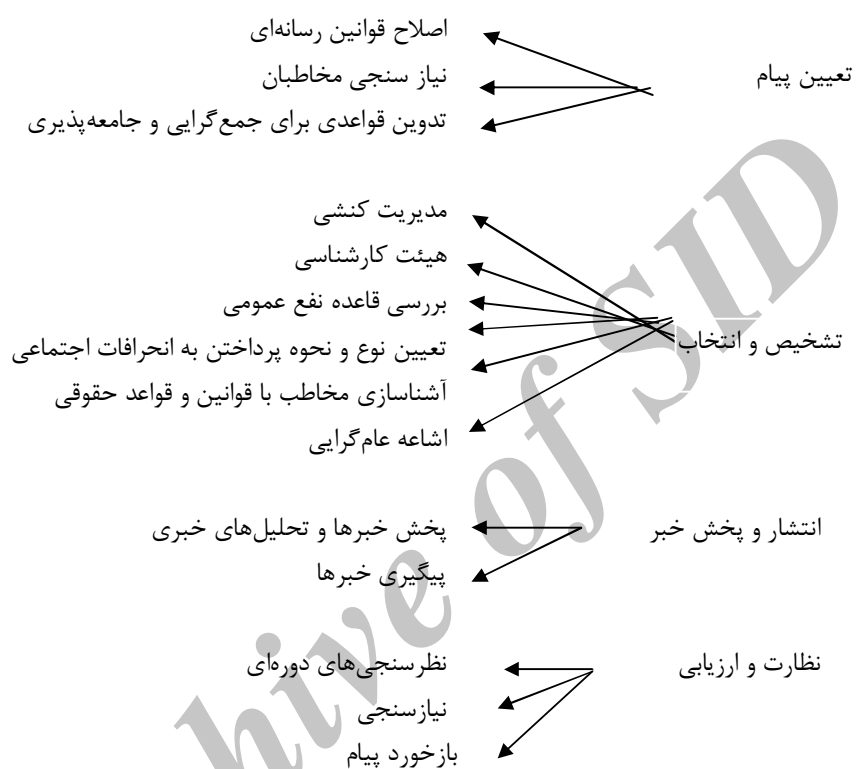 اصلاح قوانین رسانه‌ای
تعیین پیام
نیاز سنجی مخاطبان
تدوین قواعدی برای جمع‌گرایی و جامعه‌پذیری
مدیریت کنشی
هیئت کارشناسی
بررسی قاعده نفع عمومی
تشخیص و انتخاب
تعیین نوع و نحوه پرداختن به انحرافات اجتماعی
آشناسازی مخاطب با قوانین و قواعد حقوقی
اشاعه عام‌گرایی
انتشار و پخش خبر
پخش خبرها و تحلیل‌های خبری
پیگیری خبرها
نظارت و ارزیابی
نظرسنجی‌های دوره‌ای
نیازسنجی
بازخورد پیام
hive of SID